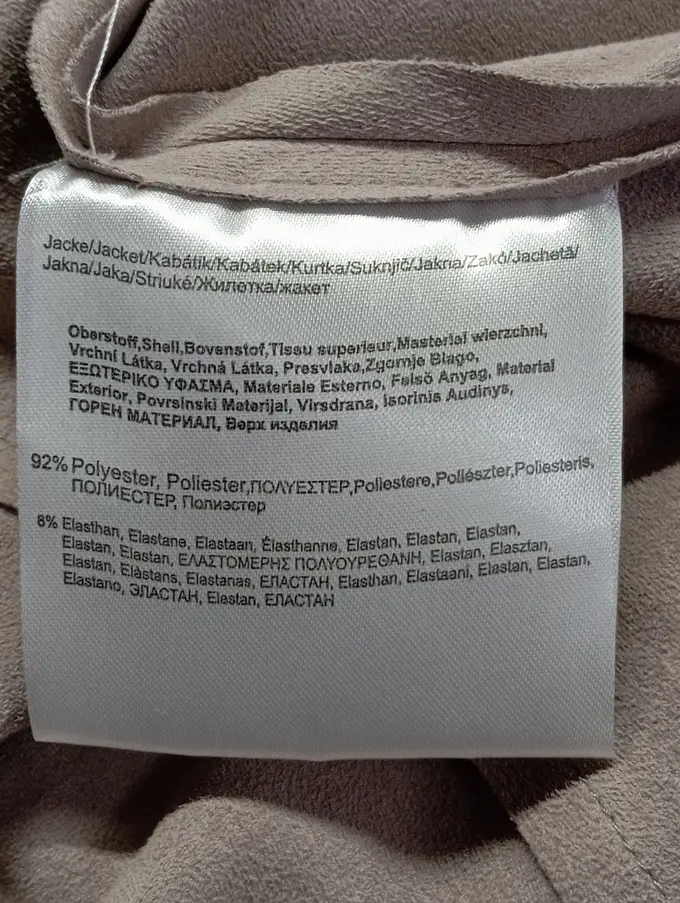 Jacke/Jacket/Kabátik/Kabátek/Kurtka/Suknjič/Jakna/Zakó/Jachetă/
Jakna/Jaka/Striukė/Жилетка/жакет
Oberstoff,Shell,Bovenstof,Tissu superieur,Masterial wierzchni,
Vrchní Látka, Vrchná Látka, Presvlaka,Zgornje Blago,
ΕΞΩΤΕΡΙΚΟ ΥΦΑΣΜΑ, Materiale Esterno, Felső Anyag, Material
Exterior, Povrsinski Materijal, Virsdrana, Isorinis Audinys,
ГОРЕН МАТЕРИАЛ, Верх изделия
92% Polyester, Poliester,ΠΟΛΥΕΣΤΕΡ,Poliestere,Poliészter,Poliesteris,
ПОЛИЕСТЕР, Полиэстер
8% Elasthan, Elastane, Elastaan, Élasthanne, Elastan, Elastan, Elastan,
Elastan, Elastan, ΕΛΑΣΤΟΜΕΡΗΣ ΠΟΛΥΟΥΡΕΘΑΝΗ, Elastan, Elasztan,
Elastan, Elàstans, Elastanas, ЕПАСТАН, Elasthan, Elastaani, Elastan, Elastan,
Elastano, ЭЛАСТАН, Elastan, ЕЛАСТАН